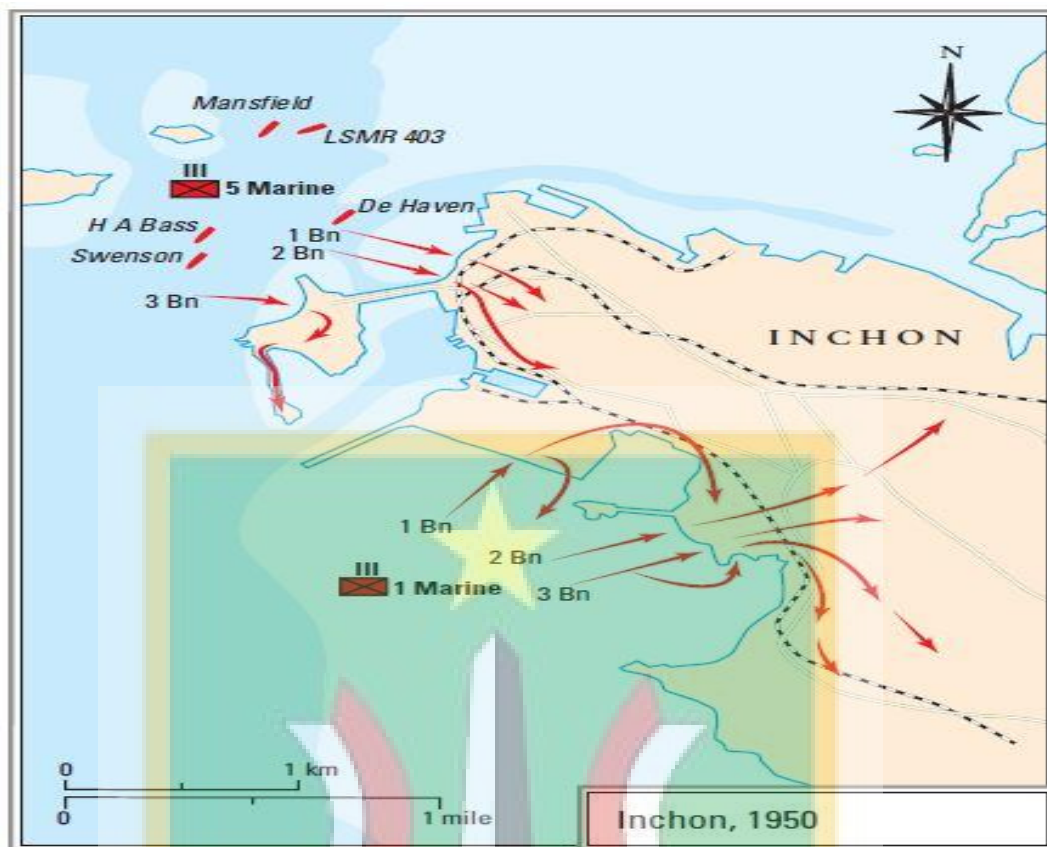 N
Mansfield
LSMR 403
III
5 Marine
De Haven
H A Bass
1 Bn
2 Bn
Swenson
3 Bn
INCHON
1 Bn
2 Bn
III
1 Marine
3 Bn
0
1 km
0
1 mile
Inchon, 1950